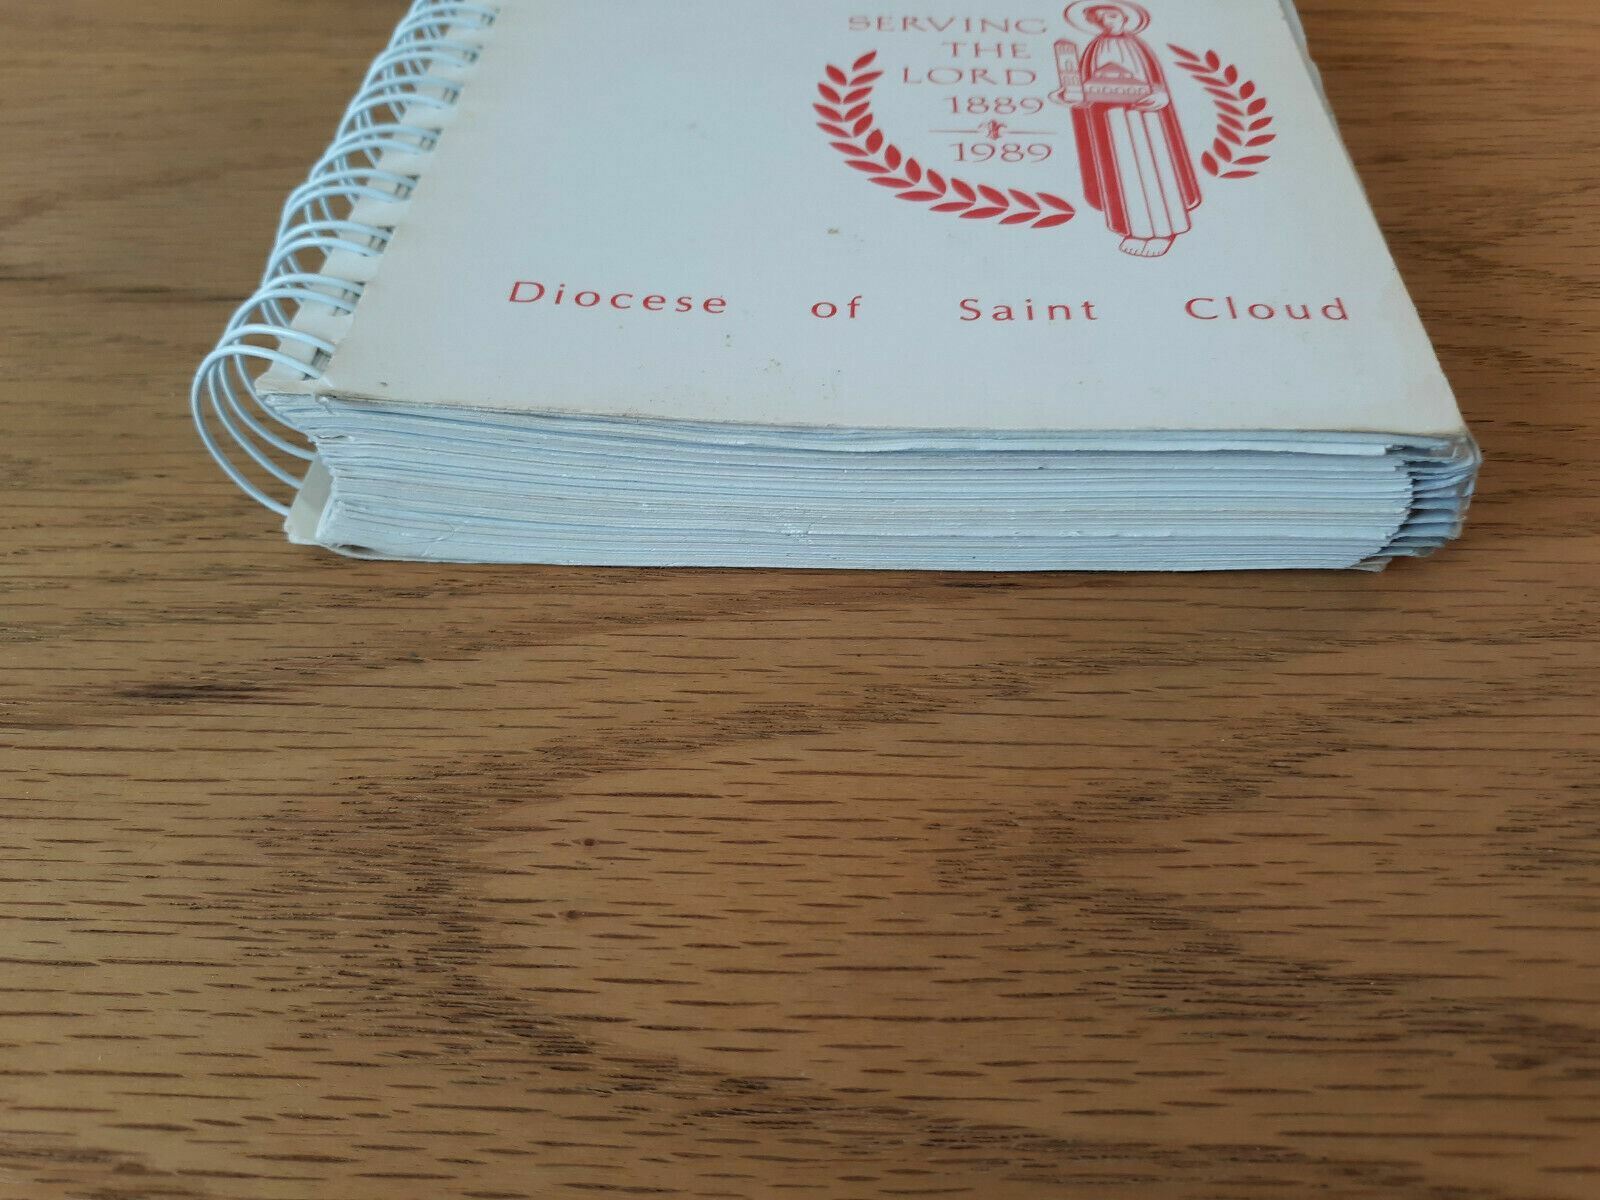 SERVING
THE
LORD
1889
1989
Diocese of Saint Cloud